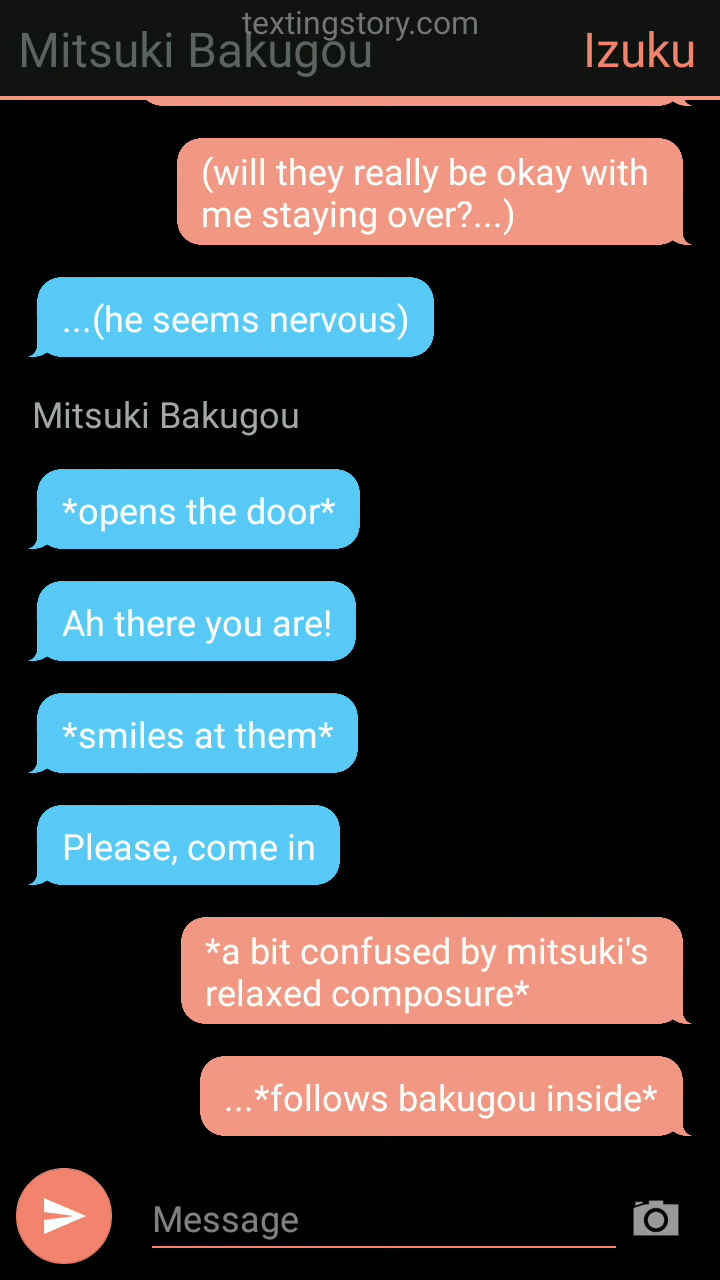 textingstory.com
Mitsuki Bakugou
Izuku
(will they really be okay with
me staying over?...)
...(he seems nervous)
Mitsuki Bakugou
*opens the door*
Ah there you are!
*smiles at them*
Please, come in
*a bit confused by mitsuki's
relaxed composure*
...*follows bakugou inside*
Message